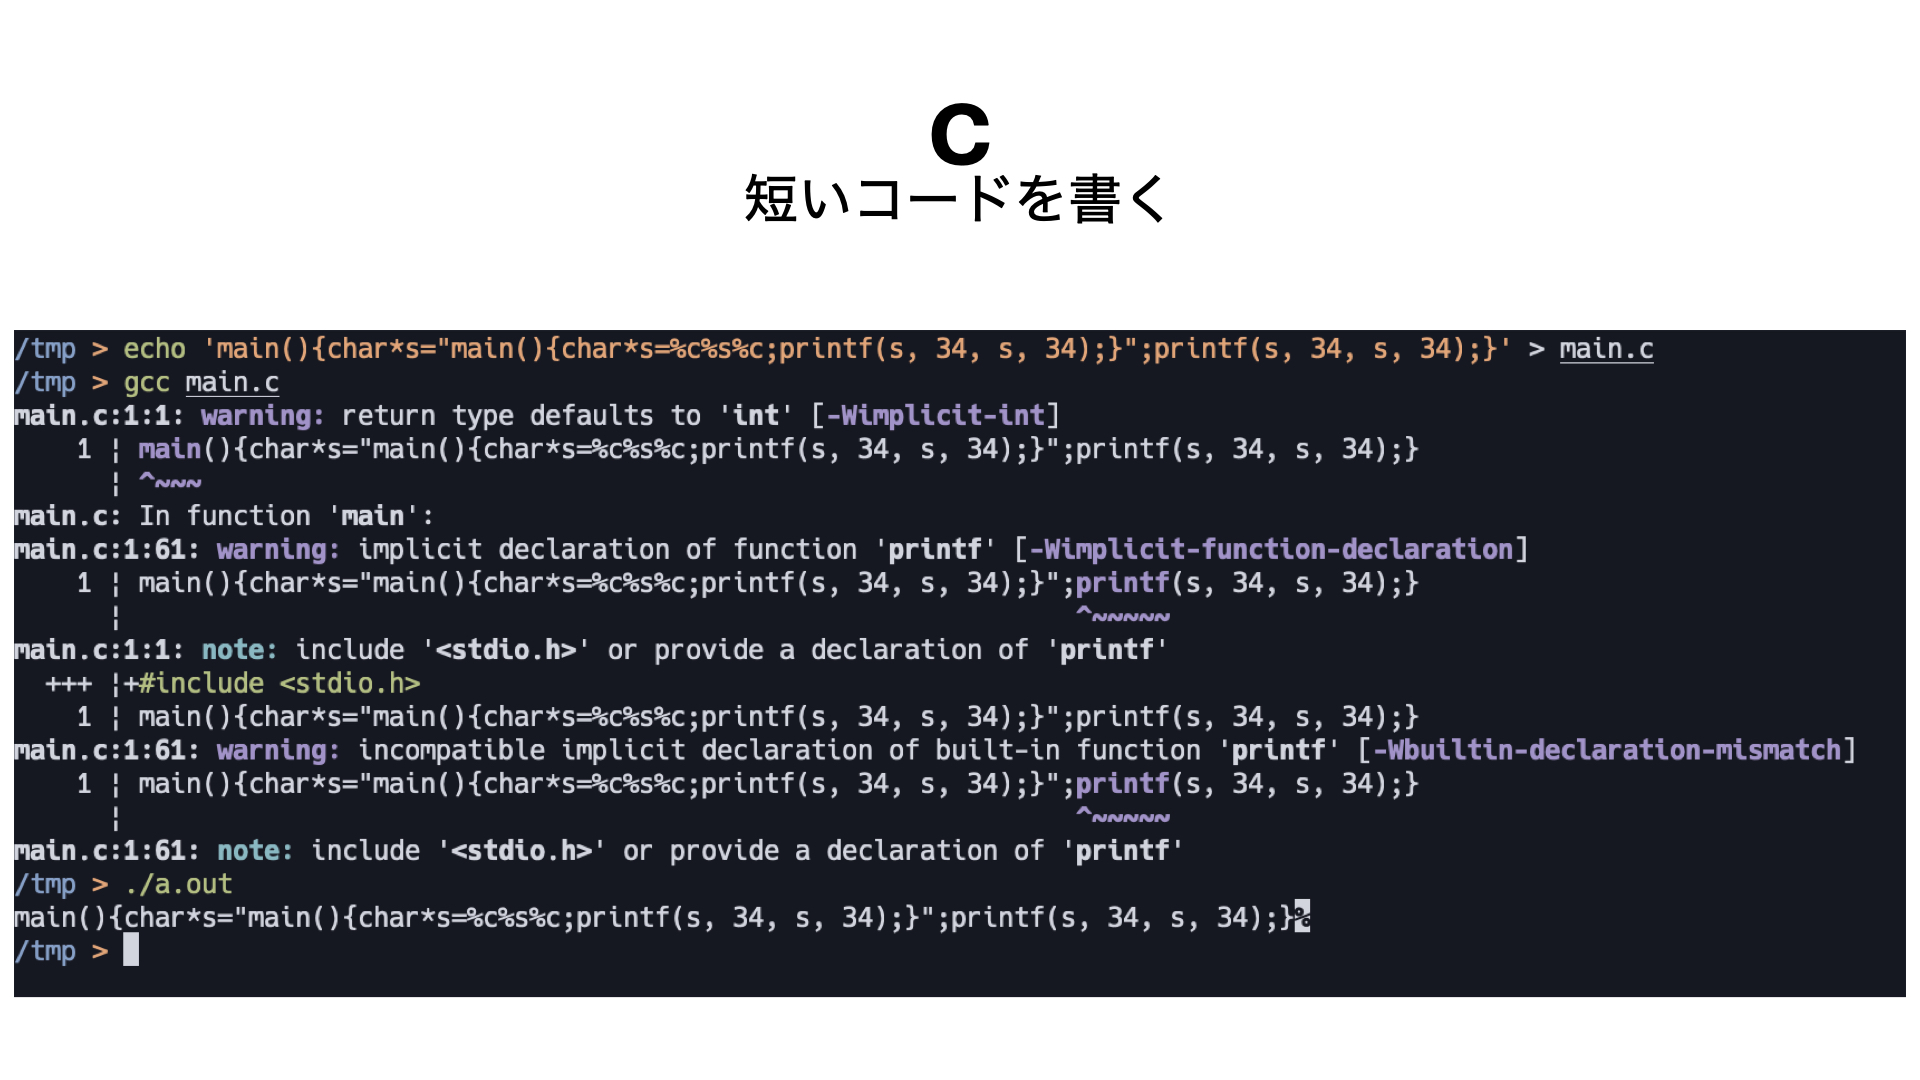 C
短いコードを書く
/tmp > echo 'main(){char*s="main(){char*s=%c%s%c;printf(s, 34, s, 34);}";printf(s, 34, s, 34);}' > main.c
/tmp > gcc main.c
main.c:1:1: warning: return type defaults to 'int' [-Wimplicit-int]
    1 ¦ main(){char*s="main(){char*s=%c%s%c;printf(s, 34, s, 34);}";printf(s, 34, s, 34);}
      ¦ ^~~~
main.c: In function 'main':
main.c:1:61: warning: implicit declaration of function 'printf' [-Wimplicit-function-declaration]
    1 ¦ main(){char*s="main(){char*s=%c%s%c;printf(s, 34, s, 34);}";printf(s, 34, s, 34);}
      ¦                                                             ^~~~~~
main.c:1:1: note: include '<stdio.h>' or provide a declaration of 'printf'
  +++ ¦+#include <stdio.h>
    1 ¦ main(){char*s="main(){char*s=%c%s%c;printf(s, 34, s, 34);}";printf(s, 34, s, 34);}
main.c:1:61: warning: incompatible implicit declaration of built-in function 'printf' [-Wbuiltin-declaration-mismatch]
    1 ¦ main(){char*s="main(){char*s=%c%s%c;printf(s, 34, s, 34);}";printf(s, 34, s, 34);}
      ¦                                                             ^~~~~~
main.c:1:61: note: include '<stdio.h>' or provide a declaration of 'printf'
/tmp > ./a.out
main(){char*s="main(){char*s=%c%s%c;printf(s, 34, s, 34);}";printf(s, 34, s, 34);}%
/tmp >